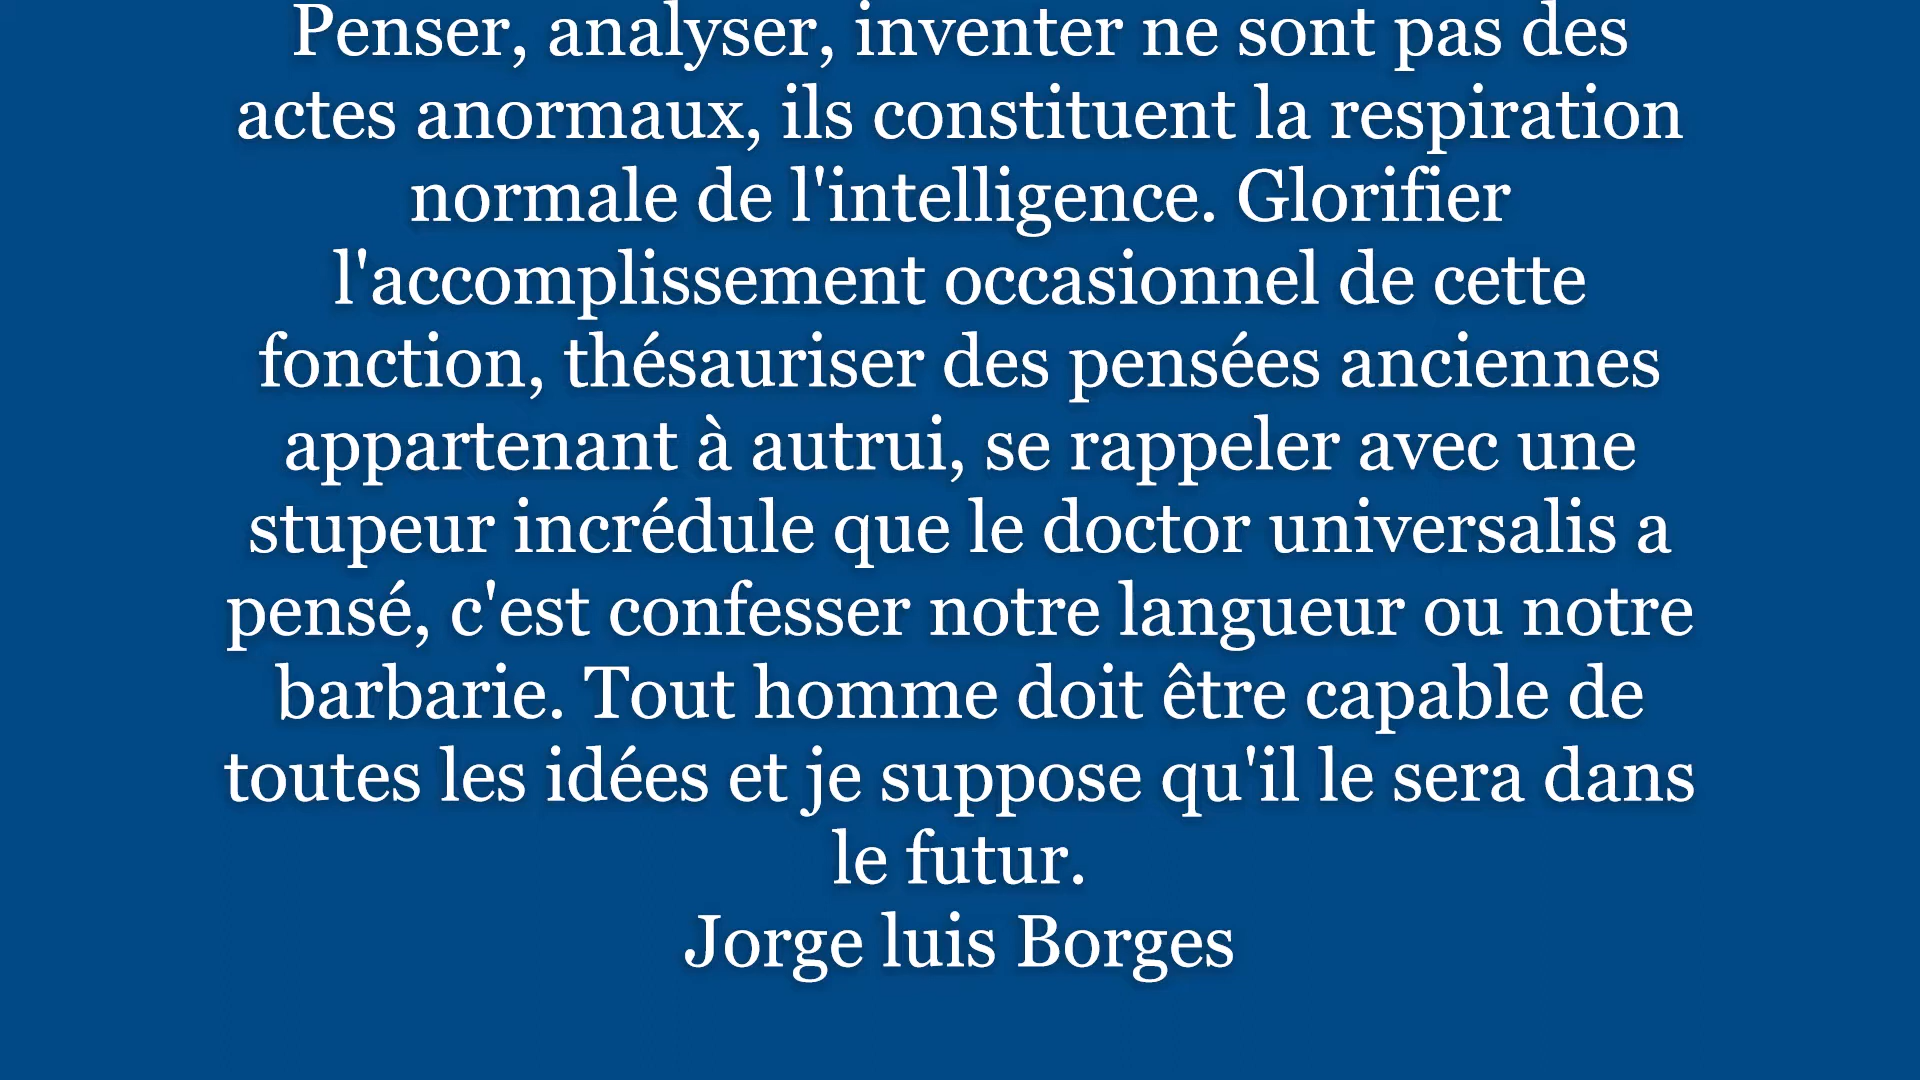 Penser, analyser, inventer ne sont pas des
actes anormaux, ils constituent la respiration
normale de l'intelligence. Glorifier
l'accomplissement occasionnel de cette
fonction, thésauriser des pensées anciennes
appartenant à autrui, se rappeler avec une
stupeur incrédule que le doctor universalis a
pensé, c'est confesser notre langueur ou notre
barbarie. Tout homme doit être capable de
toutes les idées et je suppose qu'il le sera dans
le futur.
Jorge luis Borges